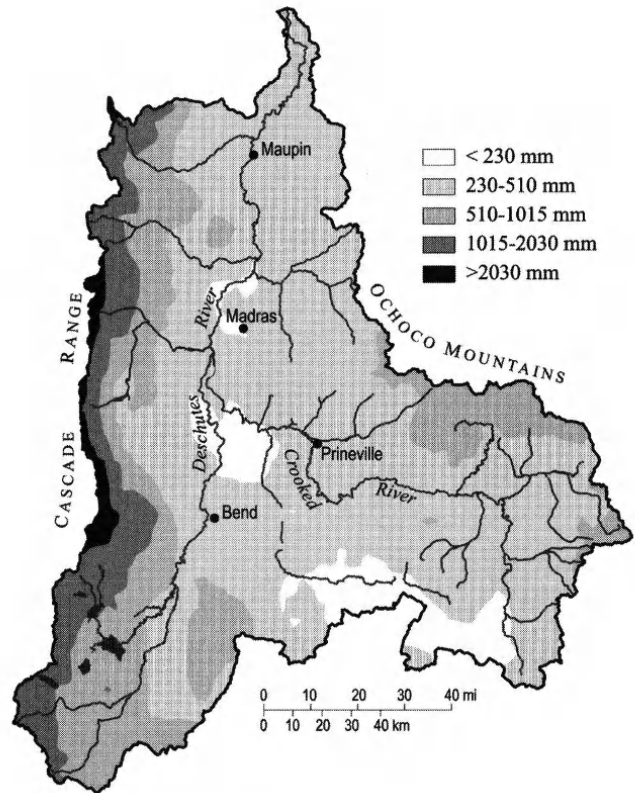 Maupin
< 230 mm
230-510 mm
510-1015 mm
1015-2030 mm
>2030 mm
CASCADE RANGE
OCHOCO MOUNTAINS
River
Madras
Deschutes
Prineville
Crooked
River
Bend
0 10 20 30 40 mi
0 10 20 30 40 km